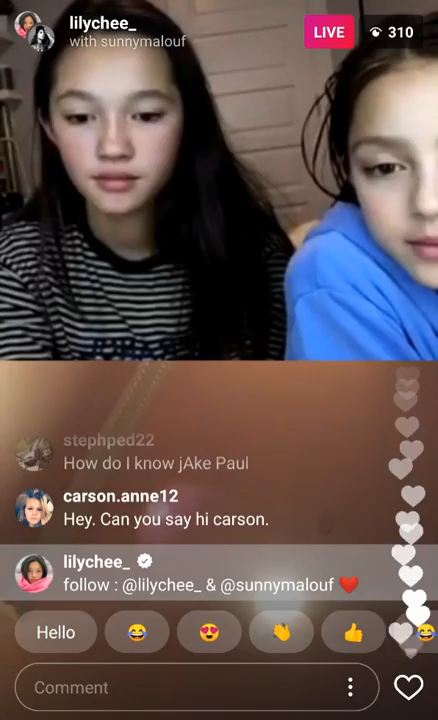 lilychee_
with sunnymalouf
LIVE
310
stephped22
How do I know jAke Paul
carson.anne12
Hey. Can you say hi carson.
lilychee_
follow : @lilychee_ & @sunnymalouf ❤️
Hello 😂 😍 👏 👍 😂
Comment